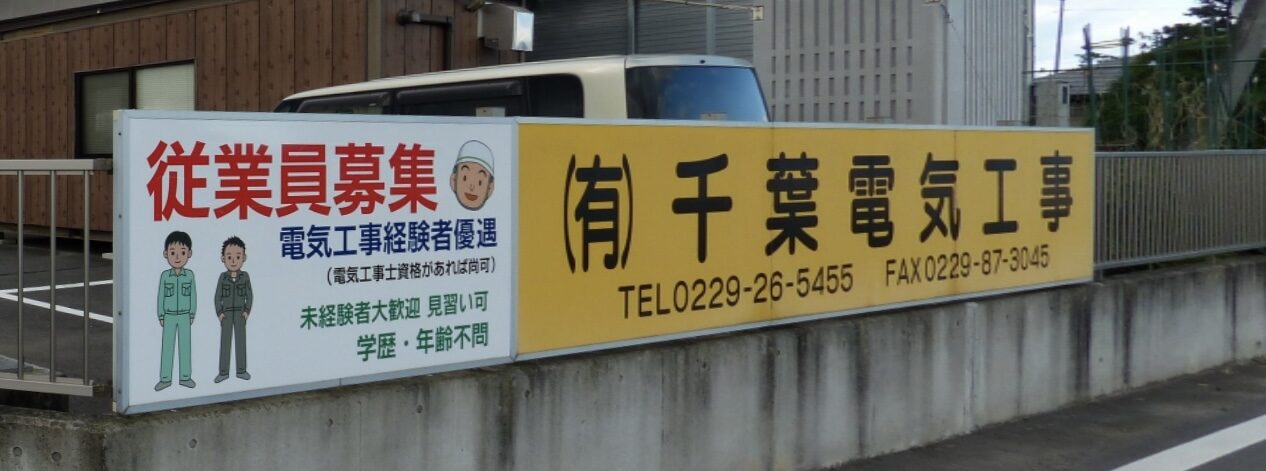 従業員募集
電気工事経験者優遇
(電気工事士資格があれば尚可)
未経験者大歓迎 見習い可
学歴・年齢不問
(有)千葉電気工事
TEL0229-26-5455 FAX0229-87-3045